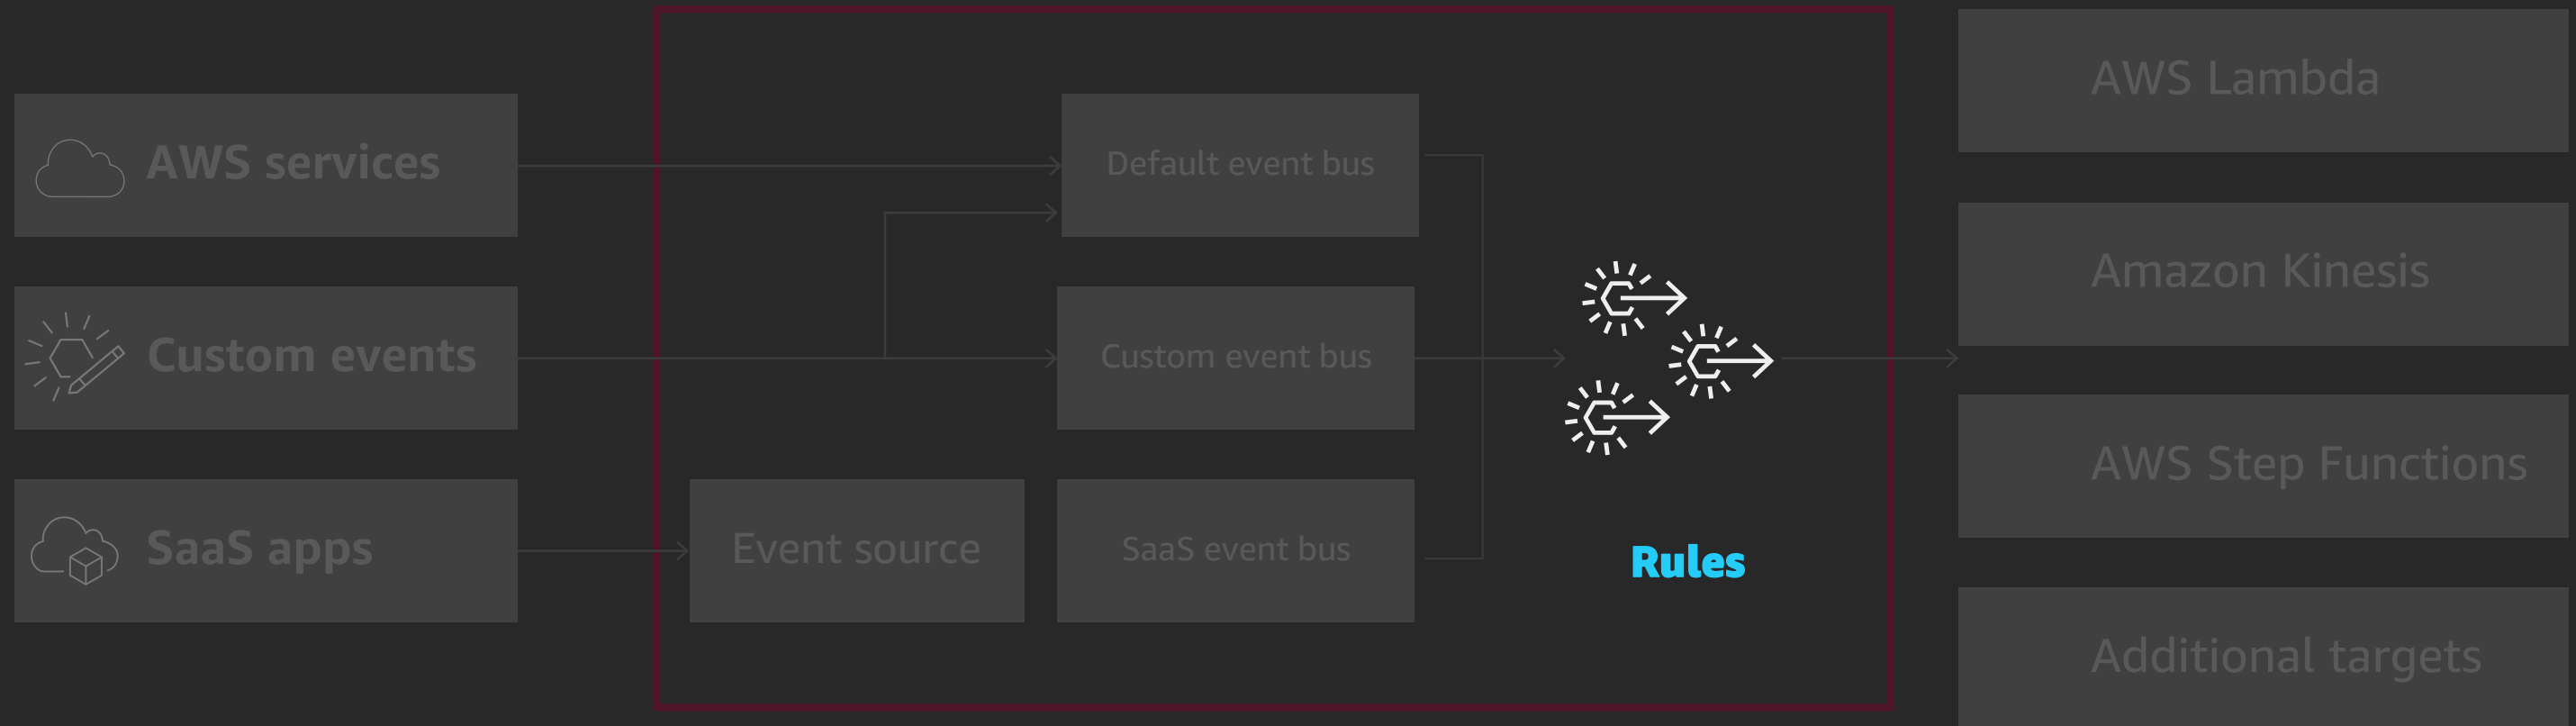 AWS services
Custom events
SaaS apps
Event source
Default event bus
Custom event bus
SaaS event bus
Rules
AWS Lambda
Amazon Kinesis
AWS Step Functions
Additional targets